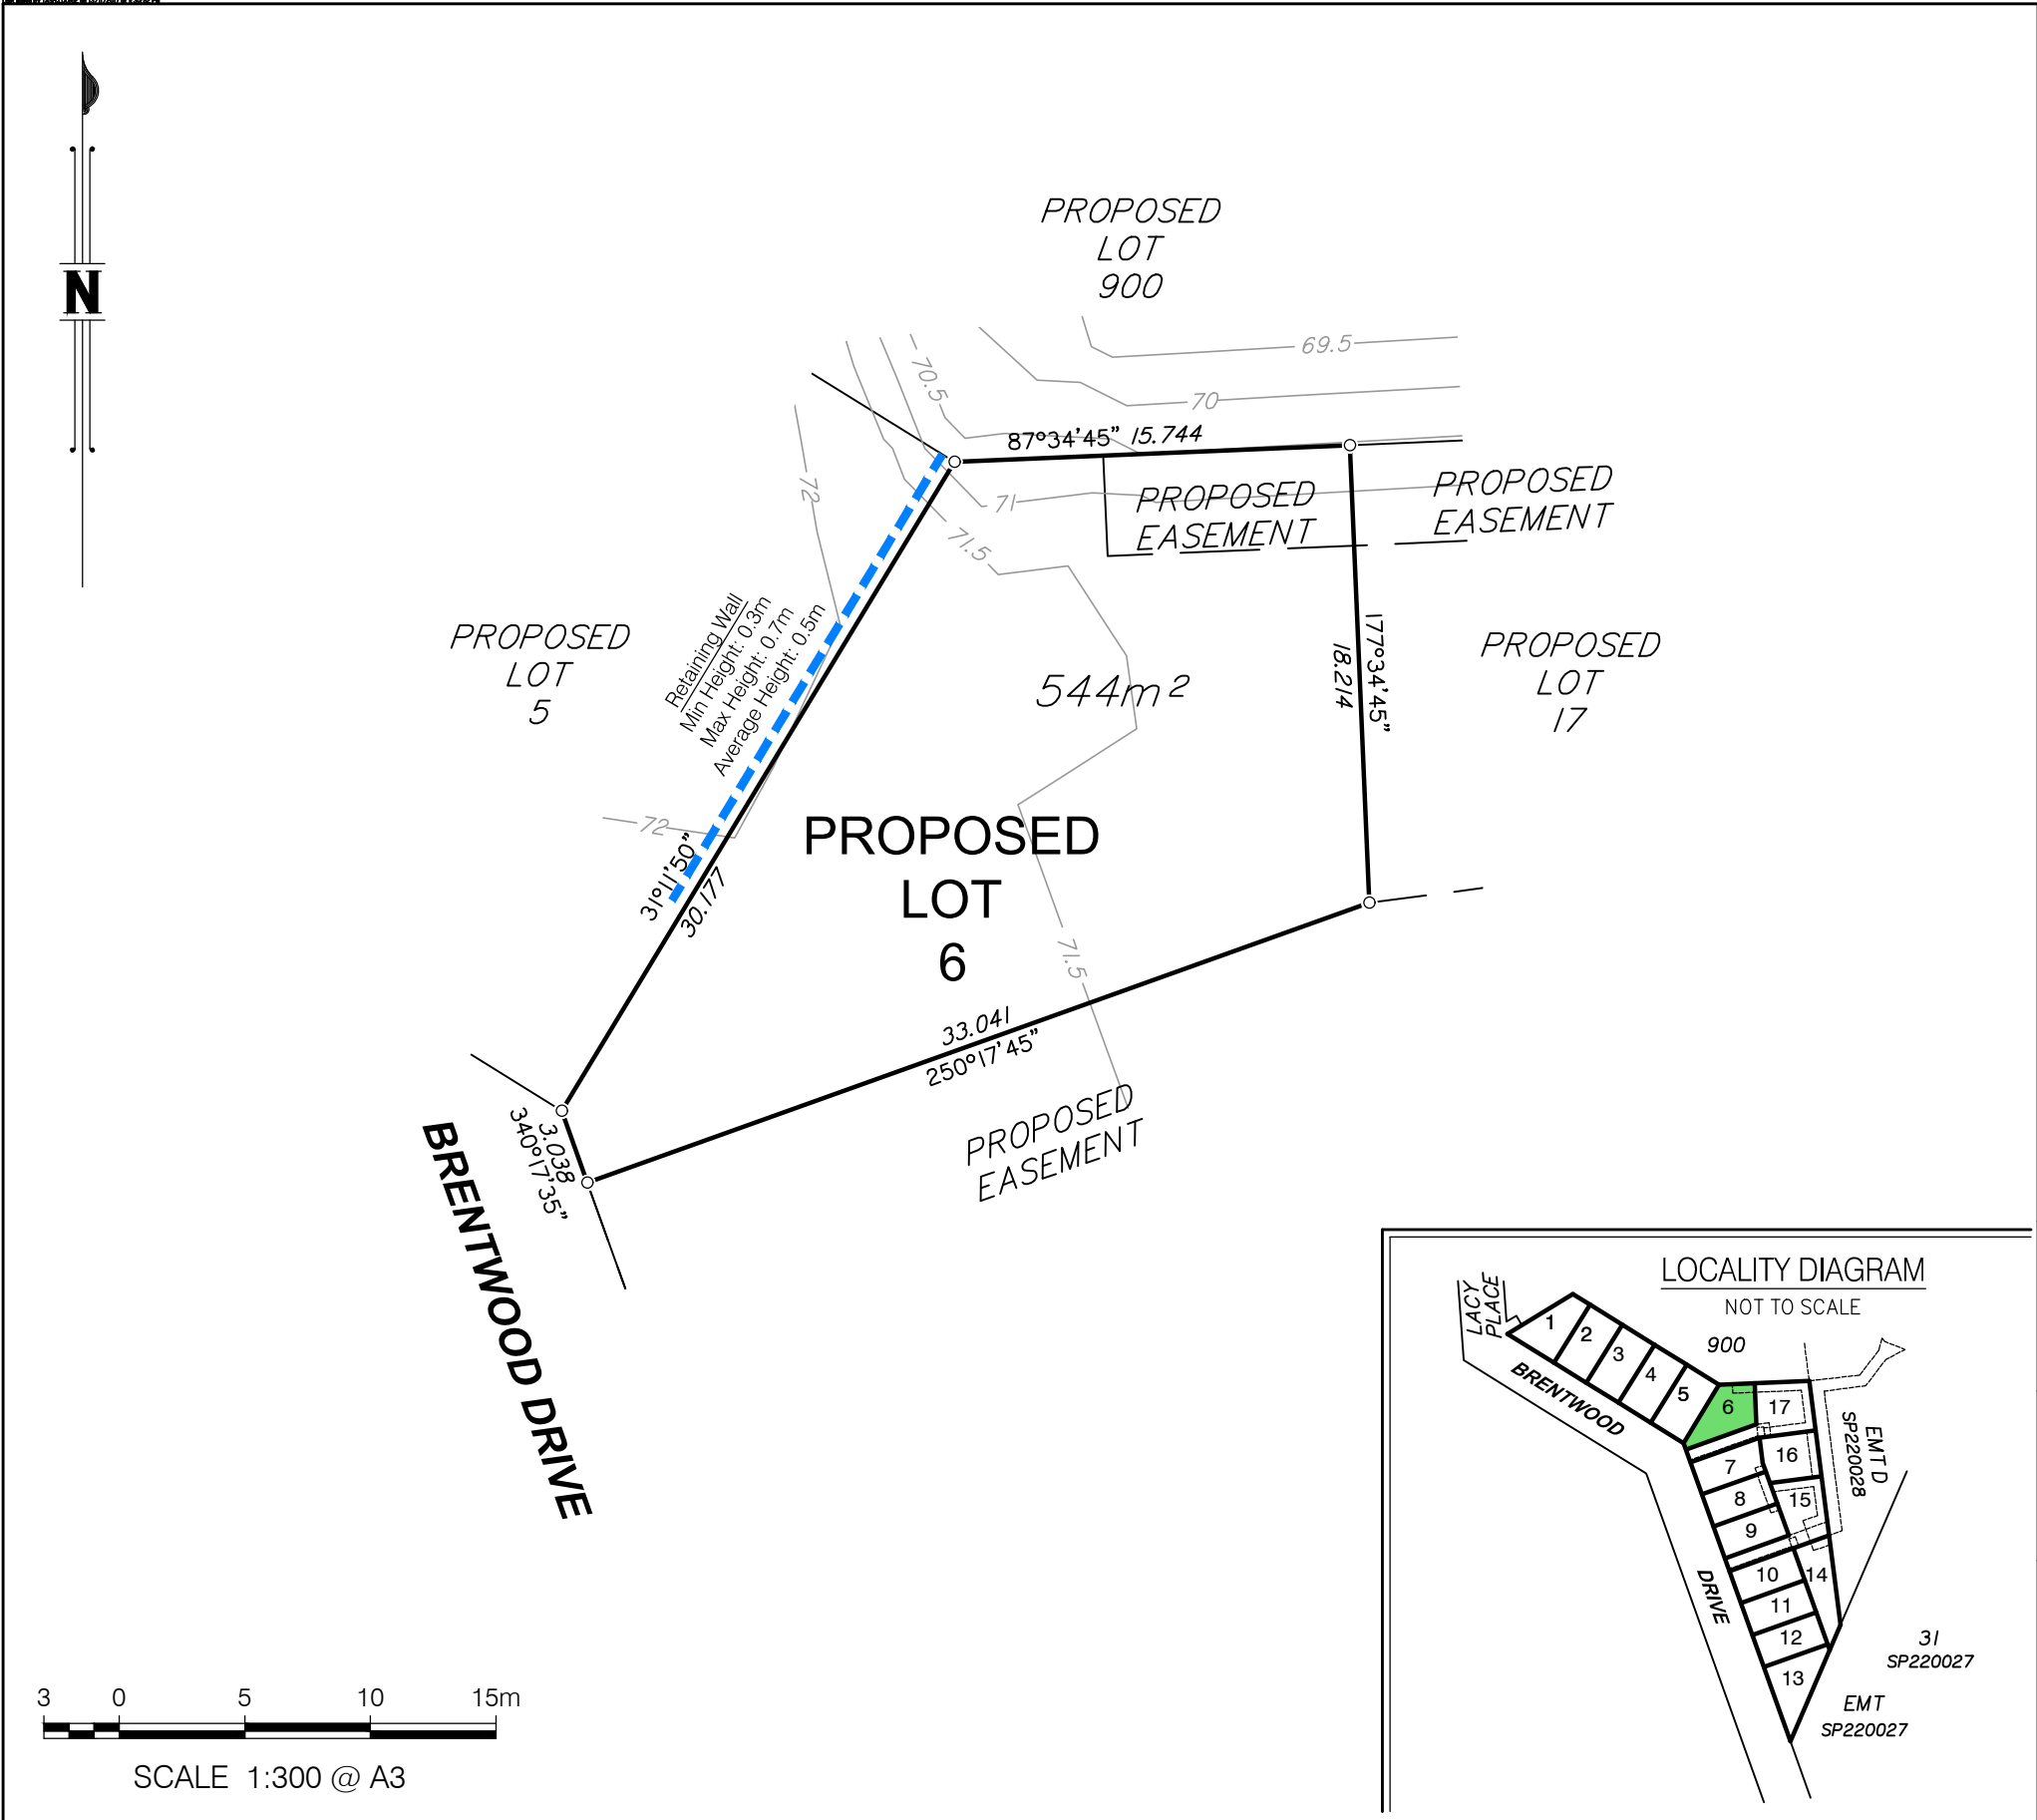 N
PROPOSED
LOT
900
69.5
70
70.5
87°34'45" 15.744
72
71
71.5
PROPOSED
EASEMENT
PROPOSED
EASEMENT
Retaining Wall
Min Height: 0.3m
Max Height: 0.7m
Average Height: 0.5m
PROPOSED
LOT
5
544m²
177°34'45"
18.214
PROPOSED
LOT
17
72
31°11'50"
30.177
PROPOSED
LOT
6
71.5
33.041
250°17'45"
PROPOSED
EASEMENT
3.038
340°17'35"
BRENTWOOD DRIVE
LOCALITY DIAGRAM
NOT TO SCALE
LACY
PLACE
900
1
2
3
4
5
6
17
BRENTWOOD
EMT D
SP220028
7
16
8
15
9
10
14
DRIVE
11
12
13
31
SP220027
EMT
SP220027
3 0 5 10 15m
SCALE 1:300 @ A3